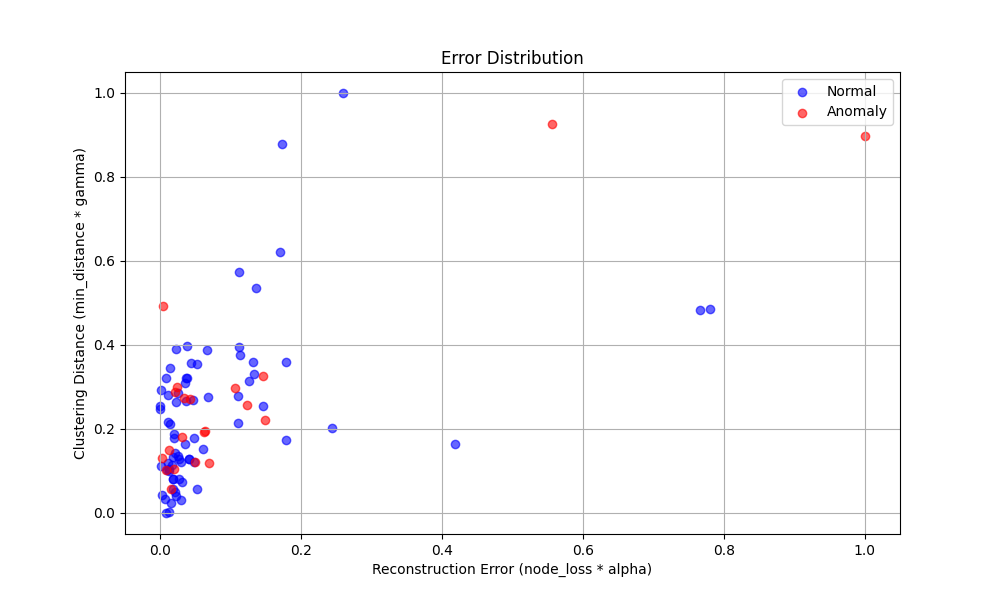 Error Distribution
Normal
Anomaly
1.0
0.8
0.6
0.4
0.2
0.0
Clustering Distance (min_distance * gamma)
0.0 0.2 0.4 0.6 0.8 1.0
Reconstruction Error (node_loss * alpha)